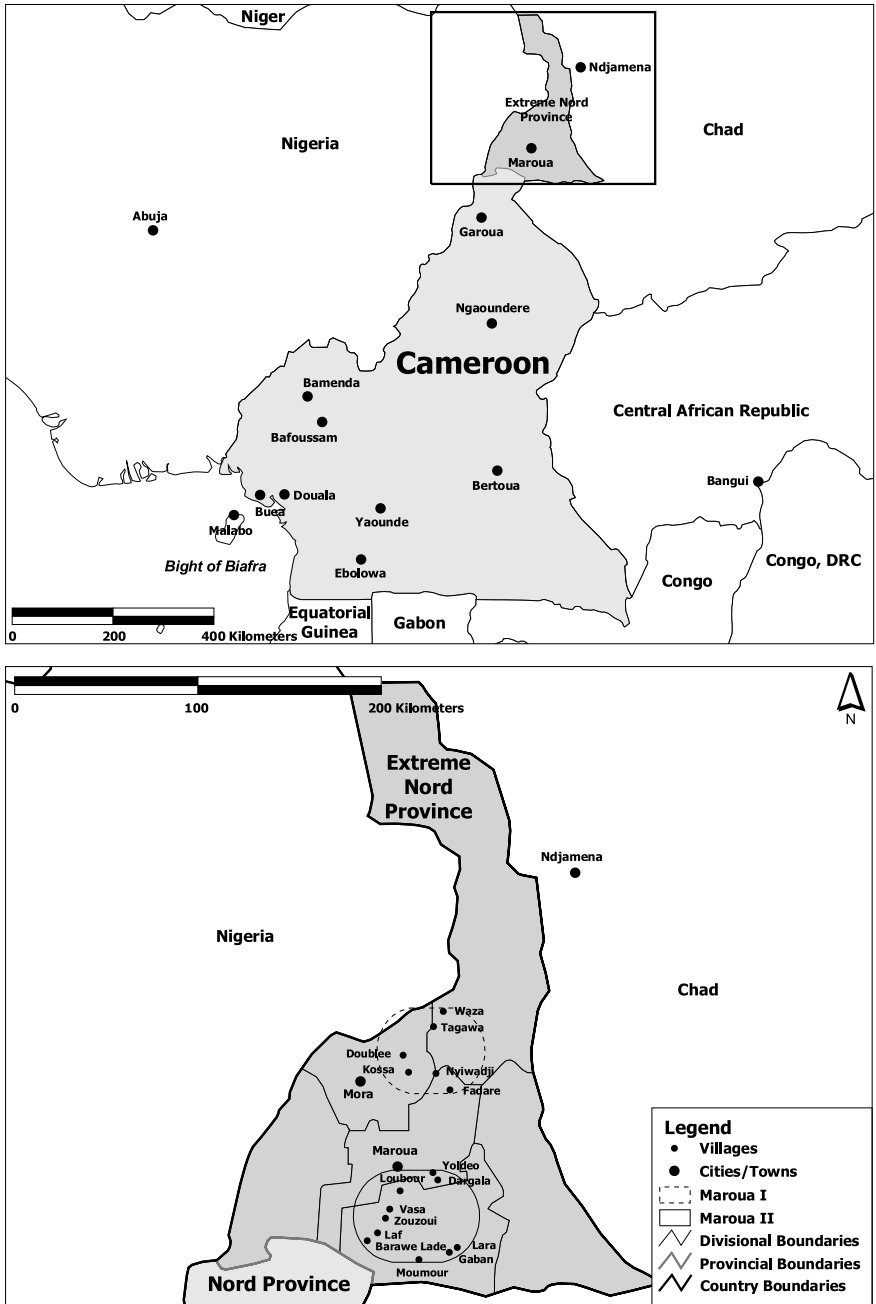 Niger
Ndjamena
Extreme Nord
Province
Chad
Nigeria
Maroua
Abuja
Garoua
Ngaoundere
Cameroon
Bamenda
Central African Republic
Bafoussam
Bertoua
Bangui
Douala
Buea
Yaounde
Malabo
Bight of Biafra
Ebolowa
Congo, DRC
Congo
Equatorial
Guinea
Gabon
0 200 400 Kilometers
0 100 200 Kilometers
N
Extreme
Nord
Province
Ndjamena
Nigeria
Chad
Waza
Tagawa
Doublee
Kossa
Nyiwadji
Mora
Fadare
Maroua
Yoldeo
Loubour
Dargala
Vasa
Zouzoui
Laf
Barawe Lade
Lara
Gaban
Moumour
Nord Province
Legend
Villages
Cities/Towns
Maroua I
Maroua II
Divisional Boundaries
Provincial Boundaries
Country Boundaries